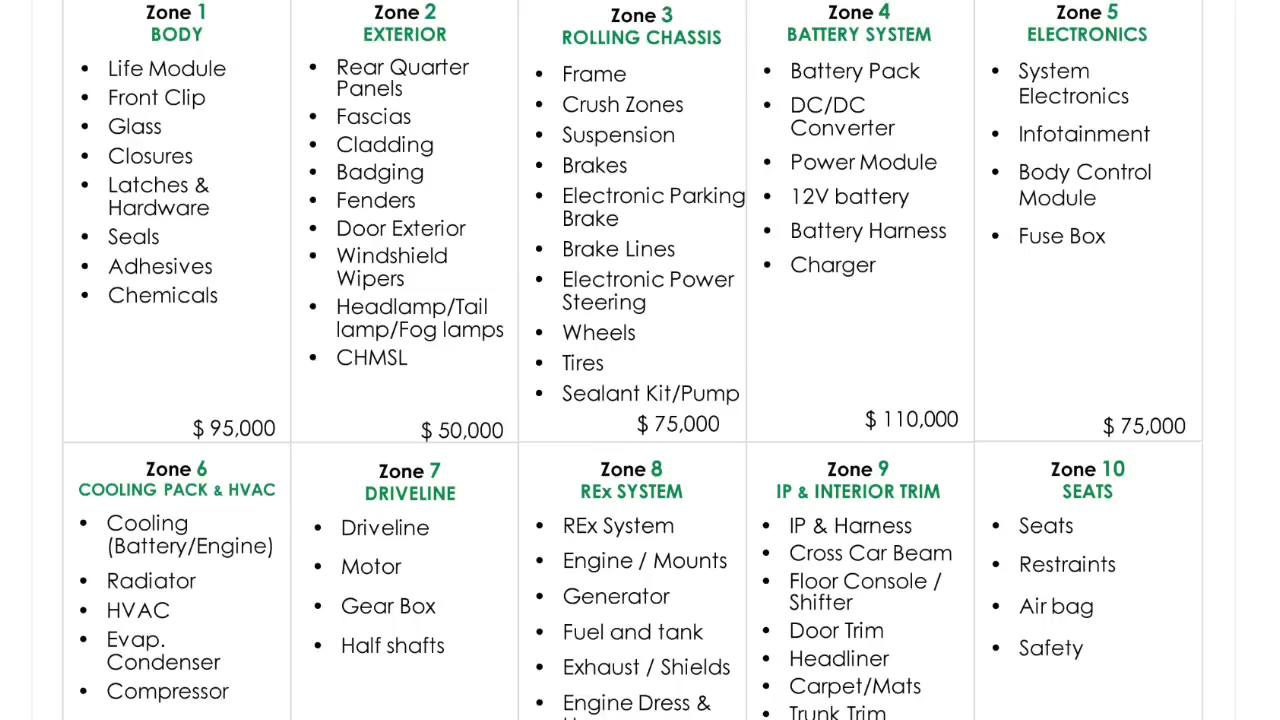 Zone 1
BODY
• Life Module
• Front Clip
• Glass
• Closures
• Latches &
Hardware
• Seals
• Adhesives
• Chemicals
$ 95,000
Zone 2
EXTERIOR
• Rear Quarter
Panels
• Fascias
• Cladding
• Badging
• Fenders
• Door Exterior
• Windshield
Wipers
• Headlamp/Tail
lamp/Fog lamps
• CHMSL
$ 50,000
Zone 3
ROLLING CHASSIS
• Frame
• Crush Zones
• Suspension
• Brakes
• Electronic Parking
Brake
• Brake Lines
• Electronic Power
Steering
• Wheels
• Tires
• Sealant Kit/Pump
$ 75,000
Zone 4
BATTERY SYSTEM
• Battery Pack
• DC/DC
Converter
• Power Module
• 12V battery
• Battery Harness
• Charger
$ 110,000
Zone 5
ELECTRONICS
• System
Electronics
• Infotainment
• Body Control
Module
• Fuse Box
$ 75,000
Zone 6
COOLING PACK & HVAC
• Cooling
(Battery/Engine)
• Radiator
• HVAC
• Evap.
Condenser
• Compressor
Zone 7
DRIVELINE
• Driveline
• Motor
• Gear Box
• Half shafts
Zone 8
REx SYSTEM
• REx System
• Engine / Mounts
• Generator
• Fuel and tank
• Exhaust / Shields
• Engine Dress &
Zone 9
IP & INTERIOR TRIM
• IP & Harness
• Cross Car Beam
• Floor Console /
Shifter
• Door Trim
• Headliner
• Carpet/Mats
• Trunk Trim
Zone 10
SEATS
• Seats
• Restraints
• Air bag
• Safety